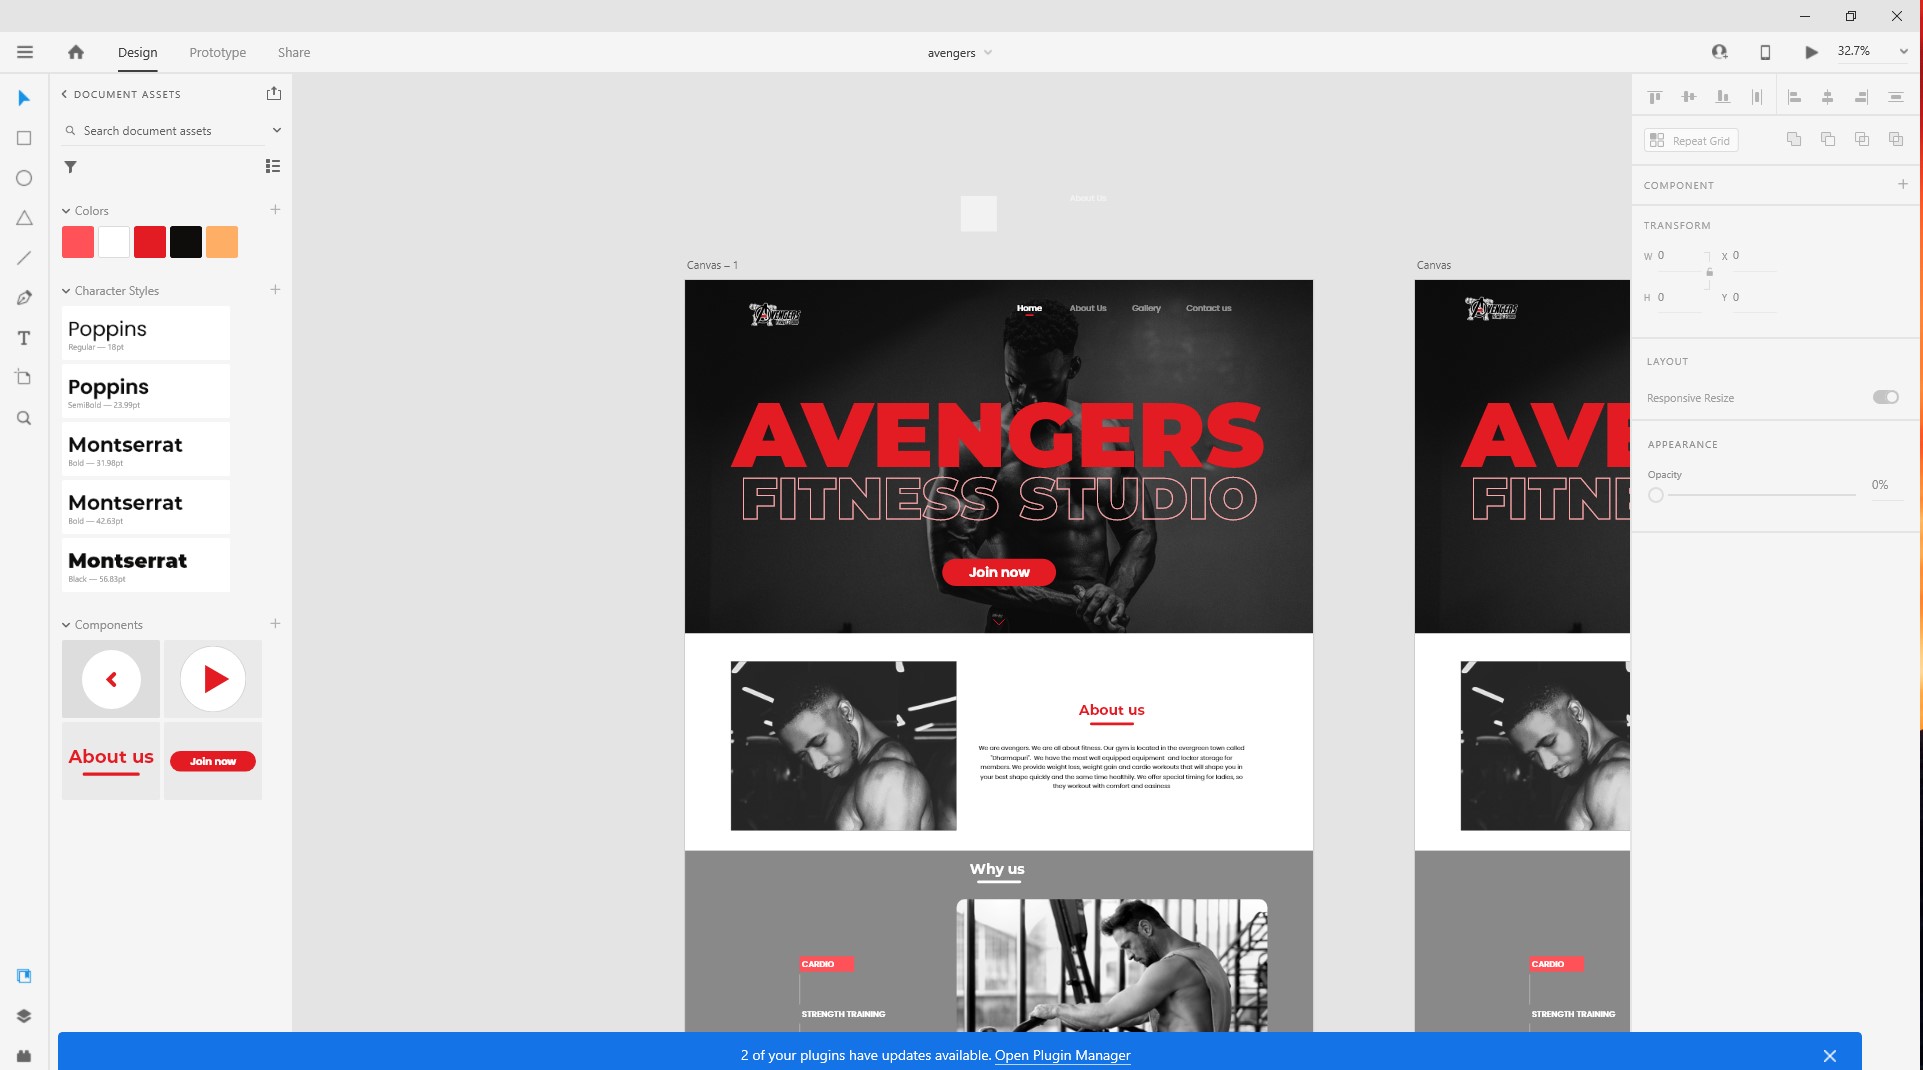 Design Prototype Share
avengers
32.7%
DOCUMENT ASSETS
Search document assets
Colors
Character Styles
Poppins
Regular — 18pt
Poppins
SemiBold — 23.99pt
Montserrat
Bold — 31.98pt
Montserrat
Bold — 42.63pt
Montserrat
Black — 56.83pt
Components
About us
Join now
About Us
Canvas – 1
AVENGERS
Home About Us Gallery Contact us
AVENGERS
FITNESS STUDIO
Join now
About us
We are avengers. We are all about fitness. Our gym is located in the evergreen town called
"Dharmapuri". We have the most well equipped equipment and locker storage for
members. We provide weight loss, weight gain and cardio workouts that will shape you in
your best shape quickly and the same time healthily. We offer special timing for ladies, so
they workout with comfort and easiness
Why us
CARDIO
STRENGTH TRAINING
Canvas
AVENGERS
AVE
FITNE
CARDIO
STRENGTH TRAINING
Repeat Grid
COMPONENT
TRANSFORM
W 0 X 0
H 0 Y 0
LAYOUT
Responsive Resize
APPEARANCE
Opacity
0%
2 of your plugins have updates available. Open Plugin Manager